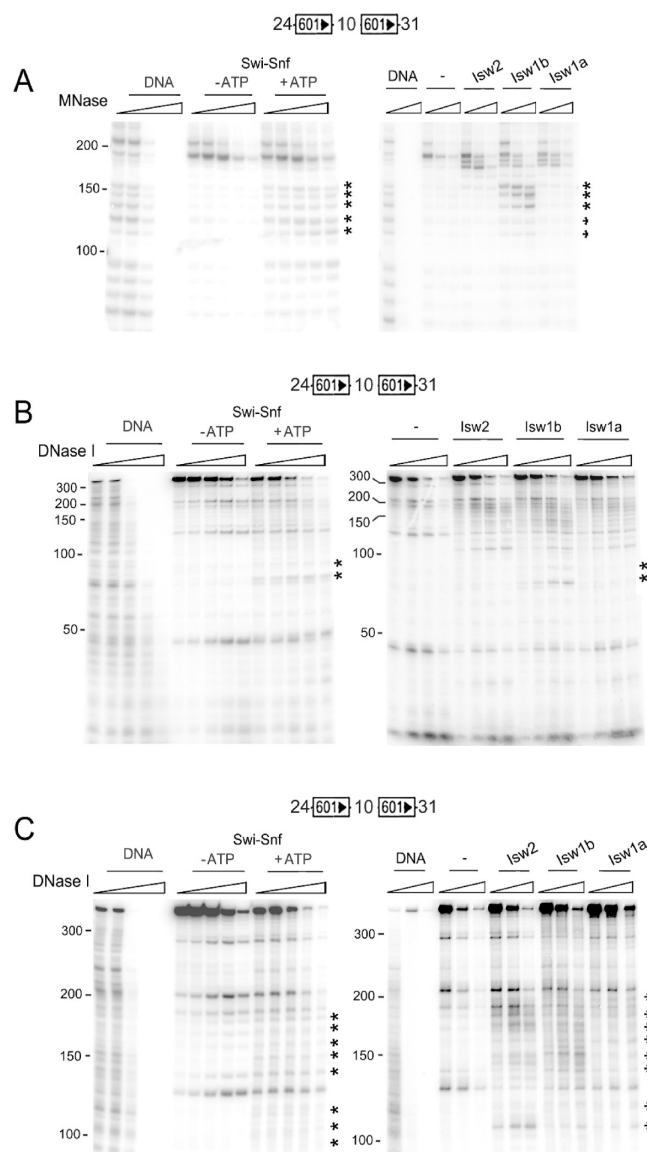 24 601 10 601 31
A
Swi-Snf
DNA -ATP +ATP
MNase
DNA - Isw2 Isw1b Isw1a
200 -
150 -
100 -
*
*
*
*
*
200 -
150 -
100 -
*
*
*
*
*
24 601 10 601 31
B
Swi-Snf
DNA -ATP +ATP
DNase I
- Isw2 Isw1b Isw1a
300 -
200 -
150 -
100 -
50 -
*
*
300
200
150
100 -
50 -
*
*
24 601 10 601 31
C
Swi-Snf
DNA -ATP +ATP
DNase I
DNA - Isw2 Isw1b Isw1a
300 -
200 -
150 -
100 -
*
*
*
*
*
*
*
*
300 -
200 -
150 -
100 -
*
*
*
*
*
*
*